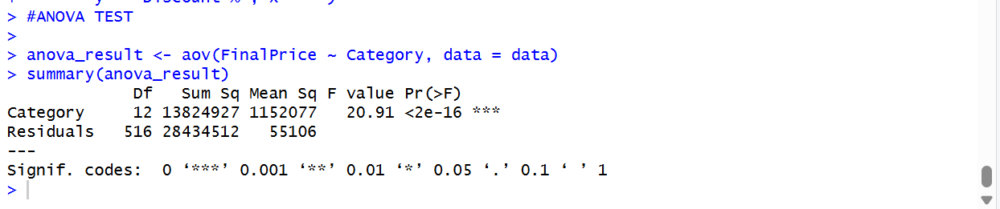 > #ANOVA TEST
>
> anova_result <- aov(FinalPrice ~ Category, data = data)
> summary(anova_result)
             Df   Sum Sq Mean Sq F value Pr(>F)
Category     12 13824927 1152077   20.91 <2e-16 ***
Residuals   516 28434512   55106
---
Signif. codes:  0 ‘***’ 0.001 ‘**’ 0.01 ‘*’ 0.05 ‘.’ 0.1 ‘ ’ 1
>